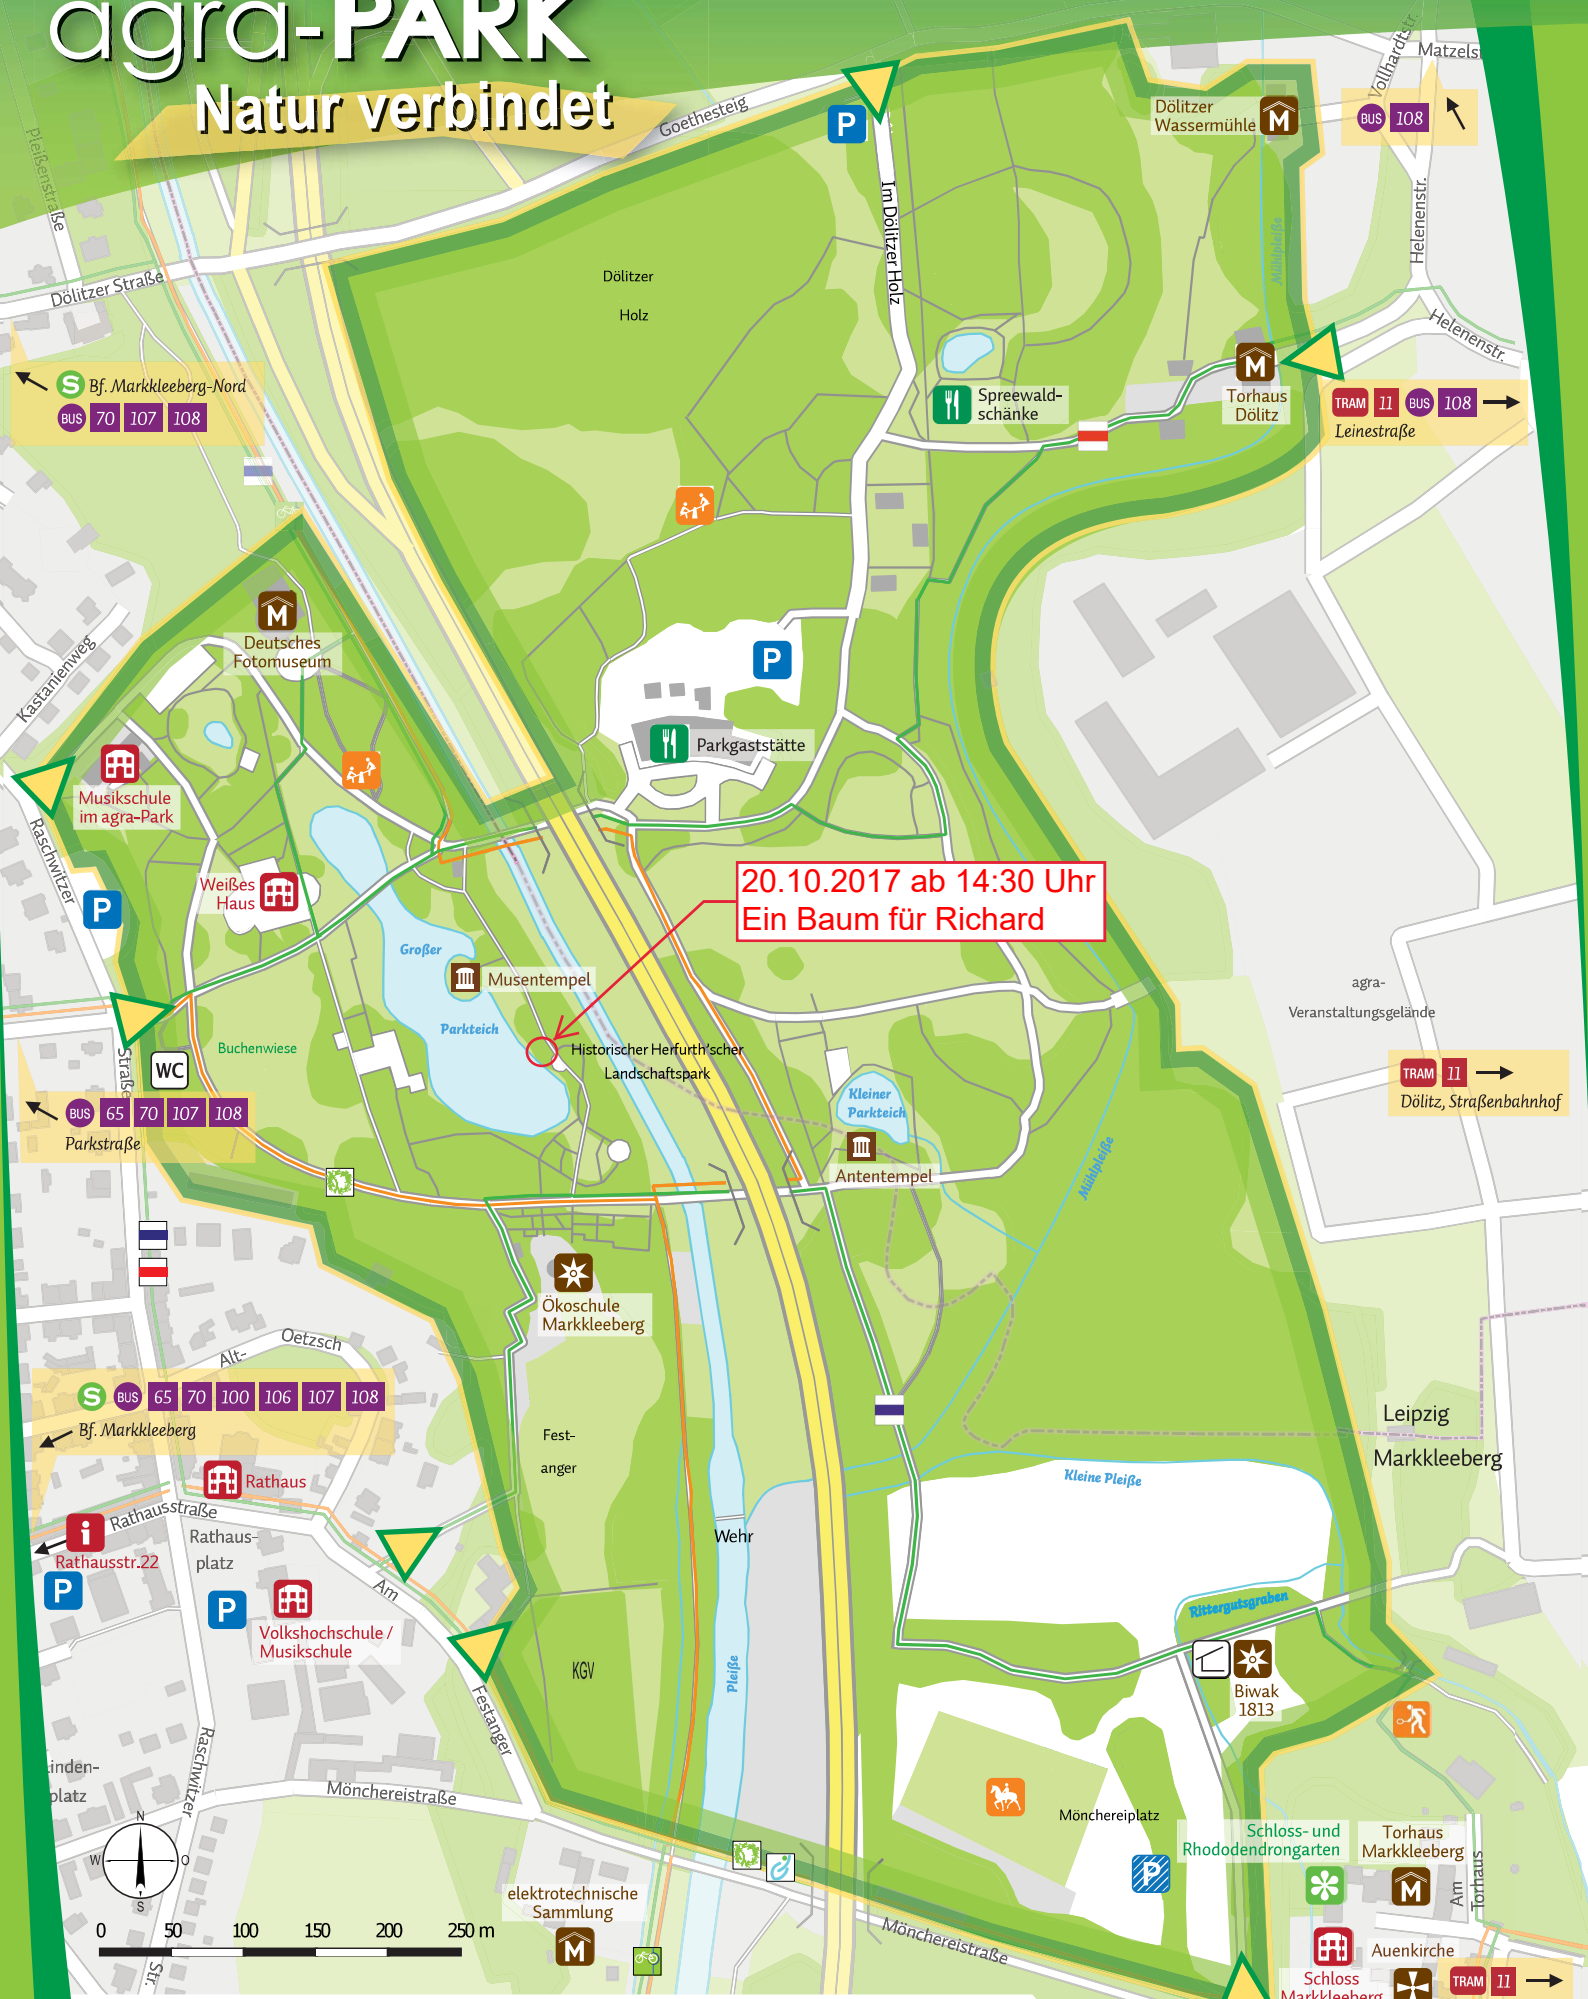 agra-PARK
Natur verbindet
Goethesteig
Pleißenstraße
Dölitzer Straße
Vollhardtstr.
Matzelst
Dölitzer
Wassermühle
M
BUS 108
Helenenstr.
Helenenstr.
Mühlpleiße
P
Im Dölitzer Holz
Dölitzer
Holz
S Bf. Markkleeberg-Nord
BUS 70 107 108
Spreewald-
schänke
M
Torhaus
Dölitz
TRAM 11 BUS 108
Leinestraße
M
Deutsches
Fotomuseum
Kastanienweg
P
Parkgaststätte
Musikschule
im agra-Park
Raschwitzer
Straße
P
Weißes
Haus
20.10.2017 ab 14:30 Uhr
Ein Baum für Richard
Großer
Parkteich
Musentempel
Historischer Herfurth'scher
Landschaftspark
Buchenwiese
WC
BUS 65 70 107 108
Parkstraße
agra-
Veranstaltungsgelände
TRAM 11
Dölitz, Straßenbahnhof
Kleiner
Parkteich
Antentempel
Mühlpleiße
Ökoschule
Markkleeberg
Alt-
Oetzsch
S BUS 65 70 100 106 107 108
Bf. Markkleeberg
Fest-
anger
Leipzig
Markkleeberg
Kleine Pleiße
Wehr
Rathaus
Rathausstraße
i
Rathausstr.22
Rathaus-
platz
P
P
Volkshochschule /
Musikschule
Am
Festanger
KGV
Pleiße
Rittergutsgraben
Biwak
1813
inden-
platz
Raschwitzer
Str.
Mönchereistraße
Mönchereiplatz
P
Schloss- und
Rhododendrongarten
Torhaus
Markkleeberg
M
Am
Torhaus
N
W O
S
0 50 100 150 200 250 m
elektrotechnische
Sammlung
M
Mönchereistraße
Auenkirche
Schloss
Markkleeberg
TRAM 11